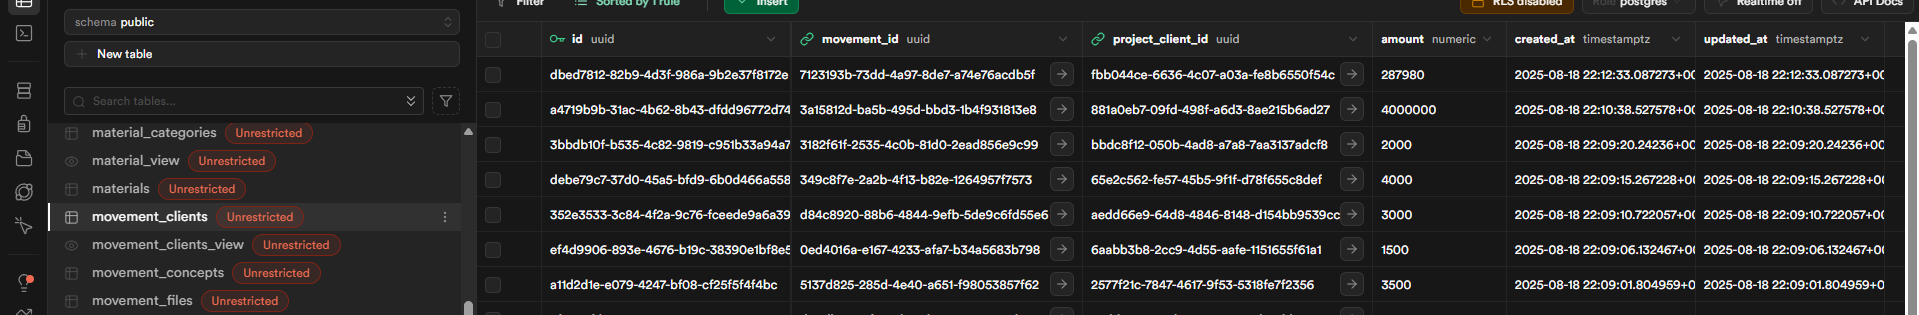 Filter Sorted by 1 rule Insert RLS disabled Role postgres Realtime off API Docs
schema public
New table
Search tables...
material_categories Unrestricted
material_view Unrestricted
materials Unrestricted
movement_clients Unrestricted
movement_clients_view Unrestricted
movement_concepts Unrestricted
movement_files Unrestricted
id uuid movement_id uuid project_client_id uuid amount numeric created_at timestamptz updated_at timestamptz
dbed7812-82b9-4d3f-986a-9b2e37f8172e 7123193b-73dd-4a97-8de7-a74e76acdb5f fbb044ce-6636-4c07-a03a-fe8b6550f54c 287980 2025-08-18 22:12:33.087273+00 2025-08-18 22:12:33.087273+00
a4719b9b-31ac-4b62-8b43-dfdd96772d74 3a15812d-ba5b-495d-bbd3-1b4f931813e8 881a0eb7-09fd-498f-a6d3-8ae215b6ad27 4000000 2025-08-18 22:10:38.527578+00 2025-08-18 22:10:38.527578+00
3bbdb10f-b535-4c82-9819-c951b33a94a7 3182f61f-2535-4c0b-81d0-2ead856e9c99 bbdc8f12-050b-4ad8-a7a8-7aa3137adcf8 2000 2025-08-18 22:09:20.24236+00 2025-08-18 22:09:20.24236+00
debe79c7-37d0-45a5-bfd9-6b0d466a558 349c8f7e-2a2b-4f13-b82e-1264957f7573 65e2c562-fe57-45b5-9f1f-d78f655c8def 4000 2025-08-18 22:09:15.267228+00 2025-08-18 22:09:15.267228+00
352e3533-3c84-4f2a-9c76-fceede9a6a39 d84c8920-88b6-4844-9efb-5de9c6fd55e6 aedd66e9-64d8-4846-8148-d154bb9539cc 3000 2025-08-18 22:09:10.722057+00 2025-08-18 22:09:10.722057+00
ef4d9906-893e-4676-b19c-38390e1bf8e5 0ed4016a-e167-4233-afa7-b34a5683b798 6aabb3b8-2cc9-4d55-aafe-1151655f61a1 1500 2025-08-18 22:09:06.132467+00 2025-08-18 22:09:06.132467+00
a11d2d1e-e079-4247-bf08-cf25f5f4f4bc 5137d825-285d-4e40-a651-f98053857f62 2577f21c-7847-4617-9f53-5318fe7f2356 3500 2025-08-18 22:09:01.804959+0 2025-08-18 22:09:01.804959+0